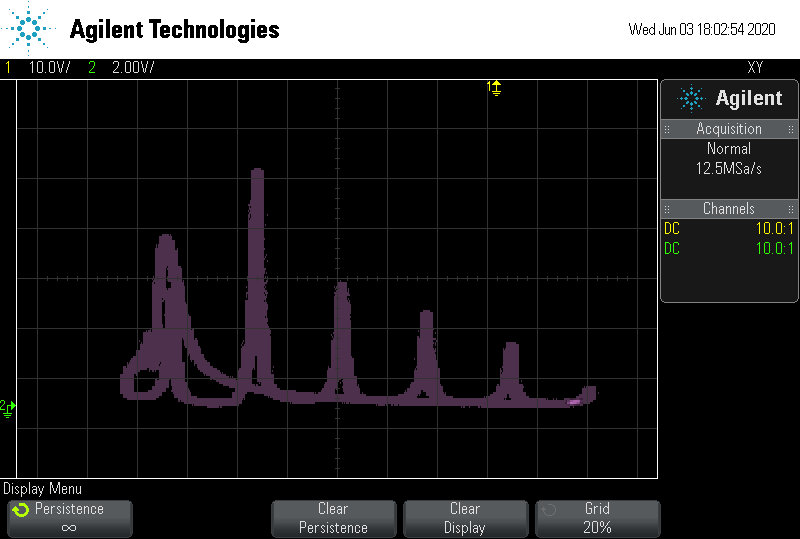 Agilent Technologies
Wed Jun 03 18:02:54 2020
1 10.0V/ 2 2.00V/ XY
1
Agilent
Acquisition
Normal
12.5MSa/s
Channels
DC 10.0:1
DC 10.0:1
2
Display Menu
Persistence
∞
Clear
Persistence
Clear
Display
Grid
20%